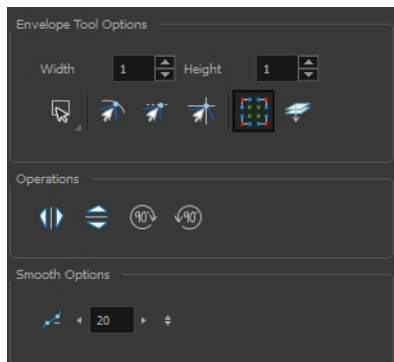 Envelope Tool Options
Width 1 Height 1
Operations
90° 90°
Smooth Options
20